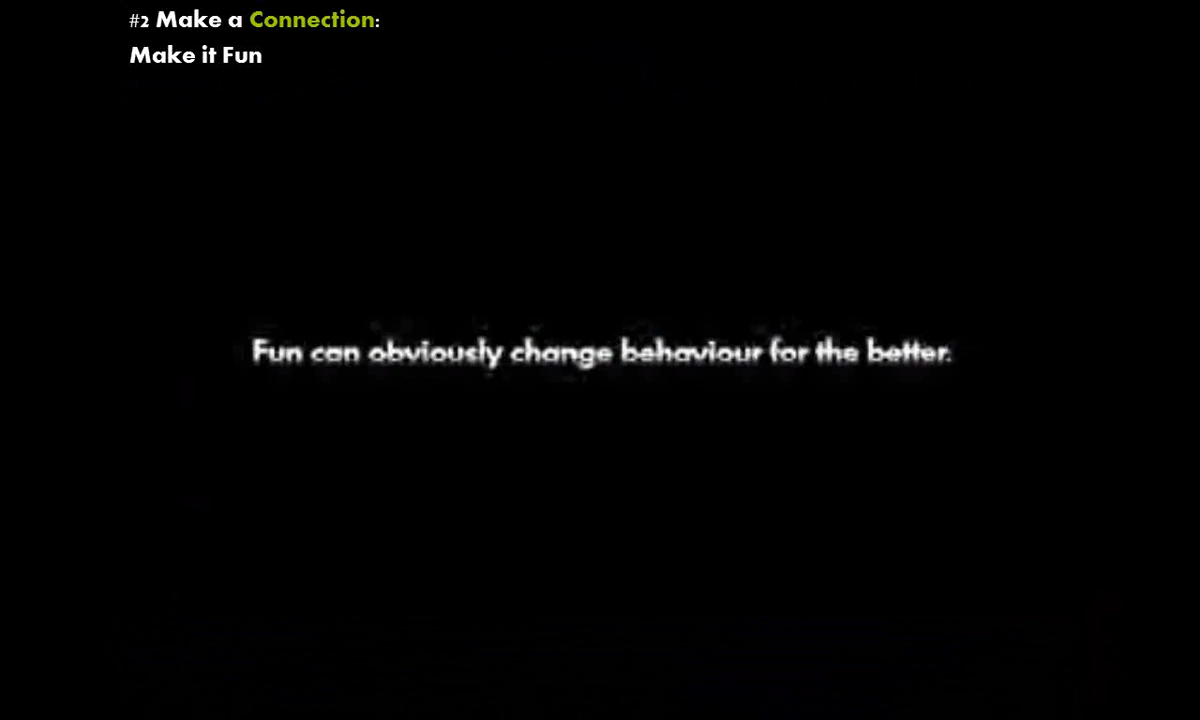 #2 Make a Connection:
Make it Fun
Fun can obviously change behaviour for the better.